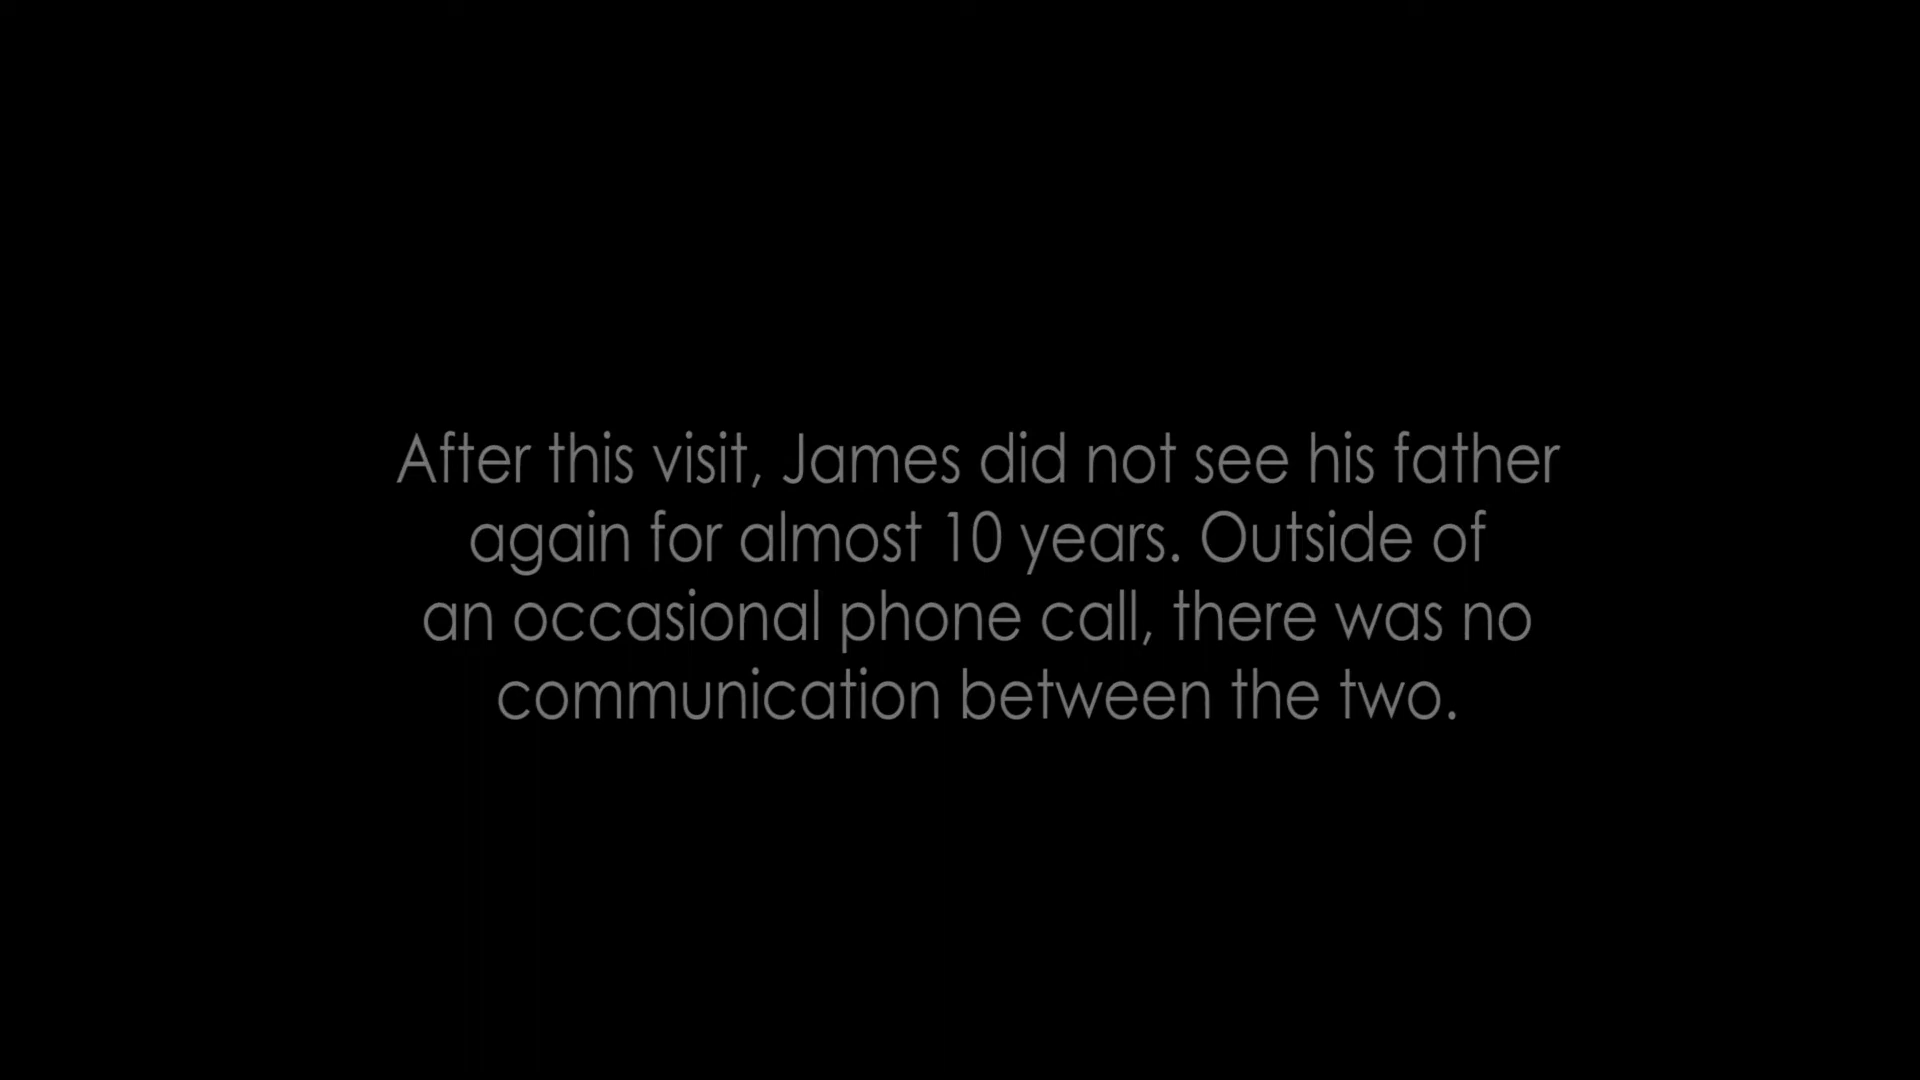 After this visit, James did not see his father
again for almost 10 years. Outside of
an occasional phone call, there was no
communication between the two.